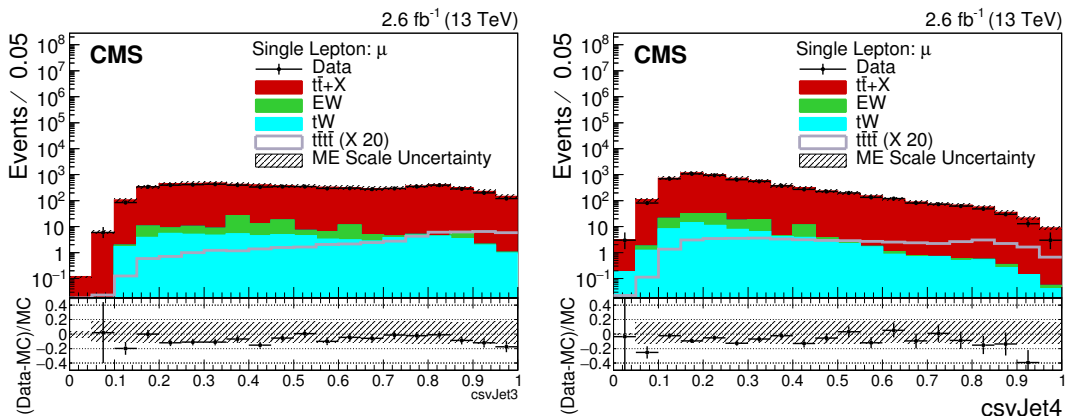 2.6 fb⁻¹ (13 TeV)
CMS
Single Lepton: μ
Data
tt̄+X
EW
tW
tt̄tt̄ (X 20)
ME Scale Uncertainty
Events/ 0.05
10⁸
10⁷
10⁶
10⁵
10⁴
10³
10²
10
1
10⁻¹
(Data-MC)/MC
0.4
0.2
0
−0.2
−0.4
0 0.1 0.2 0.3 0.4 0.5 0.6 0.7 0.8 0.9 1
csvJet3
2.6 fb⁻¹ (13 TeV)
CMS
Single Lepton: μ
Data
tt̄+X
EW
tW
tt̄tt̄ (X 20)
ME Scale Uncertainty
Events/ 0.05
10⁸
10⁷
10⁶
10⁵
10⁴
10³
10²
10
1
10⁻¹
(Data-MC)/MC
0.4
0.2
0
−0.2
−0.4
0 0.1 0.2 0.3 0.4 0.5 0.6 0.7 0.8 0.9 1
csvJet4